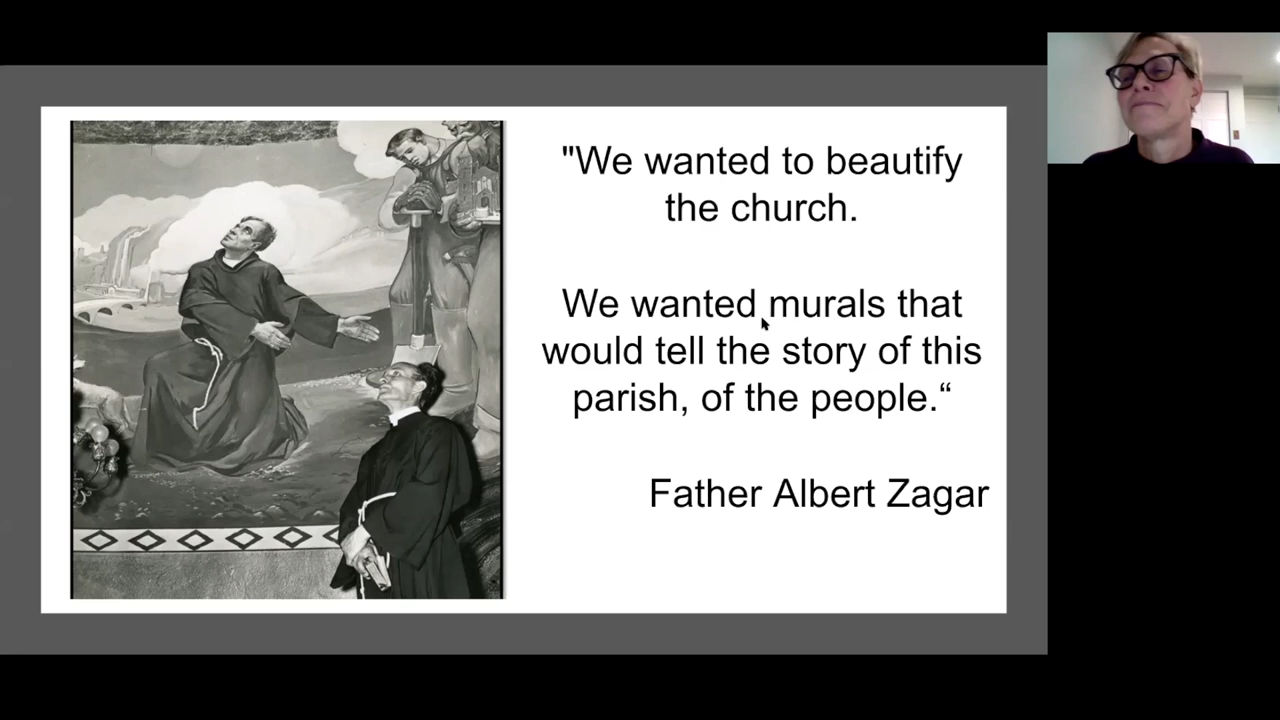 "We wanted to beautify
the church.
We wanted murals that
would tell the story of this
parish, of the people.“
Father Albert Zagar